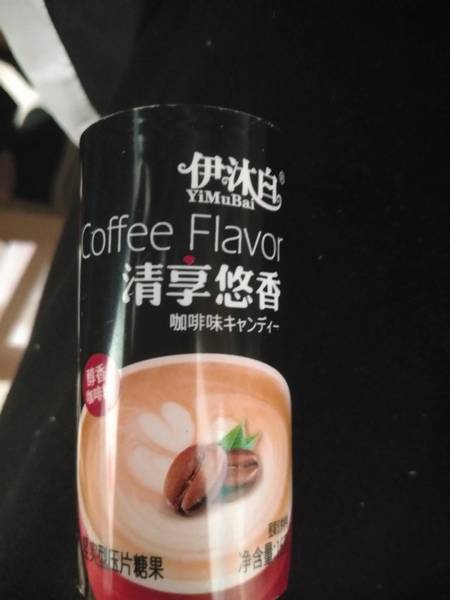 伊沐白®
YiMuBai
Coffee Flavor
清享悠香
咖啡味キャンディー
醇香
咖啡
型压片糖果
净含量: